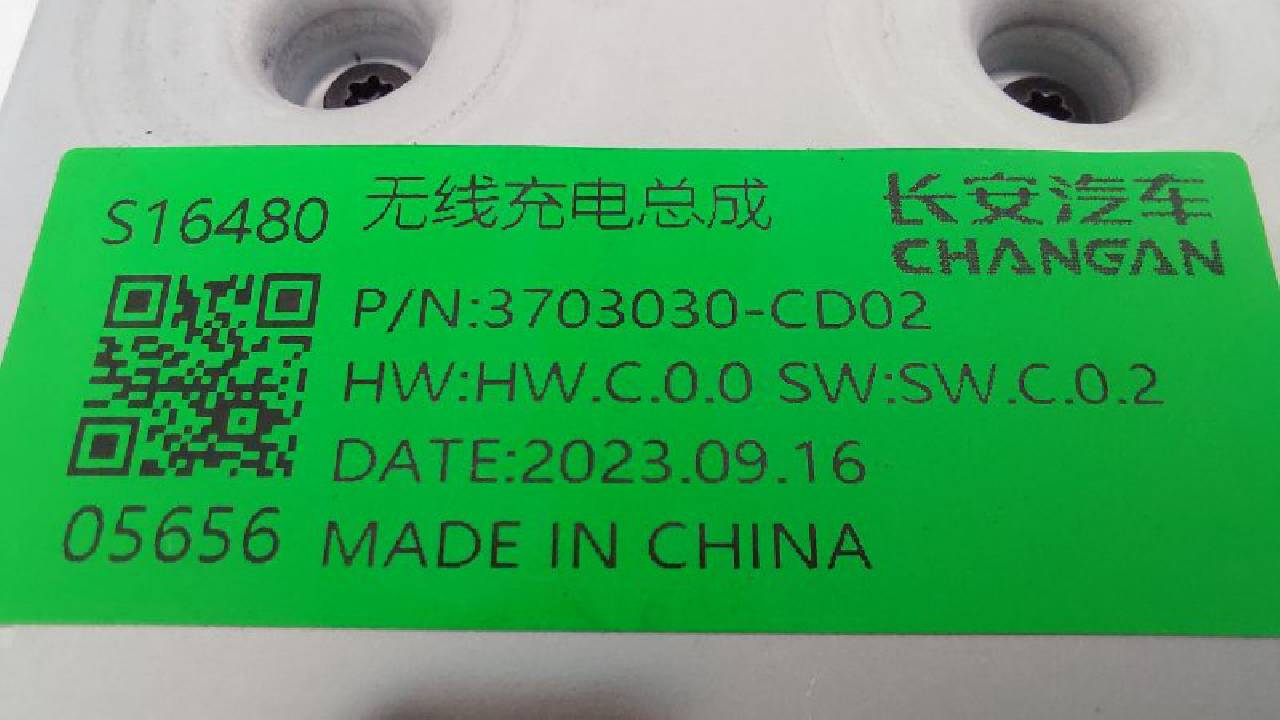 S16480 无线充电总成 长安汽车
CHANGAN
P/N:3703030-CD02
HW:HW.C.0.0 SW:SW.C.0.2
DATE:2023.09.16
05656 MADE IN CHINA